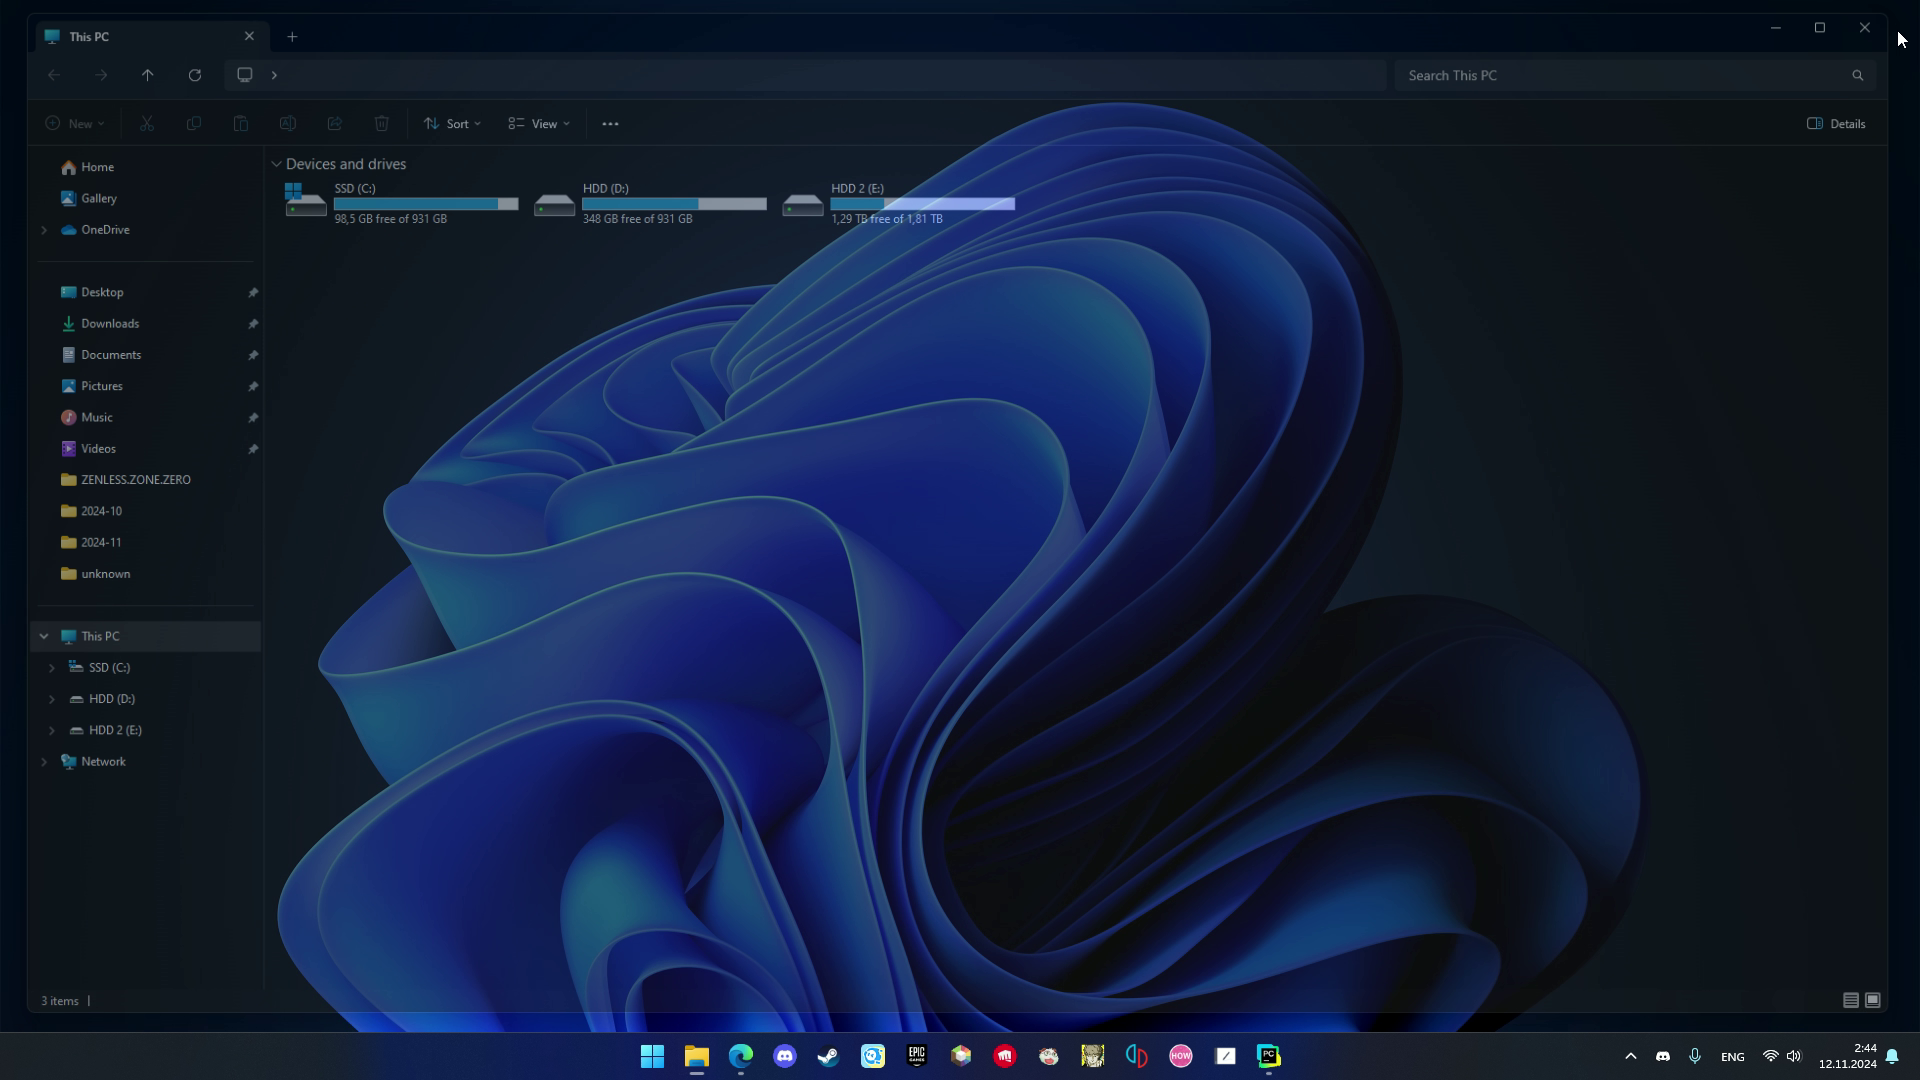 This PC
Search This PC
New
Sort
View
Details
Home
Gallery
OneDrive
Desktop
Downloads
Documents
Pictures
Music
Videos
ZENLESS.ZONE.ZERO
2024-10
2024-11
unknown
This PC
SSD (C:)
HDD (D:)
HDD 2 (E:)
Network
Devices and drives
SSD (C:)
98,5 GB free of 931 GB
HDD (D:)
348 GB free of 931 GB
HDD 2 (E:)
1,29 TB free of 1,81 TB
3 items
EPIC
GAMES
HOW
PC
ENG
2:44
12.11.2024